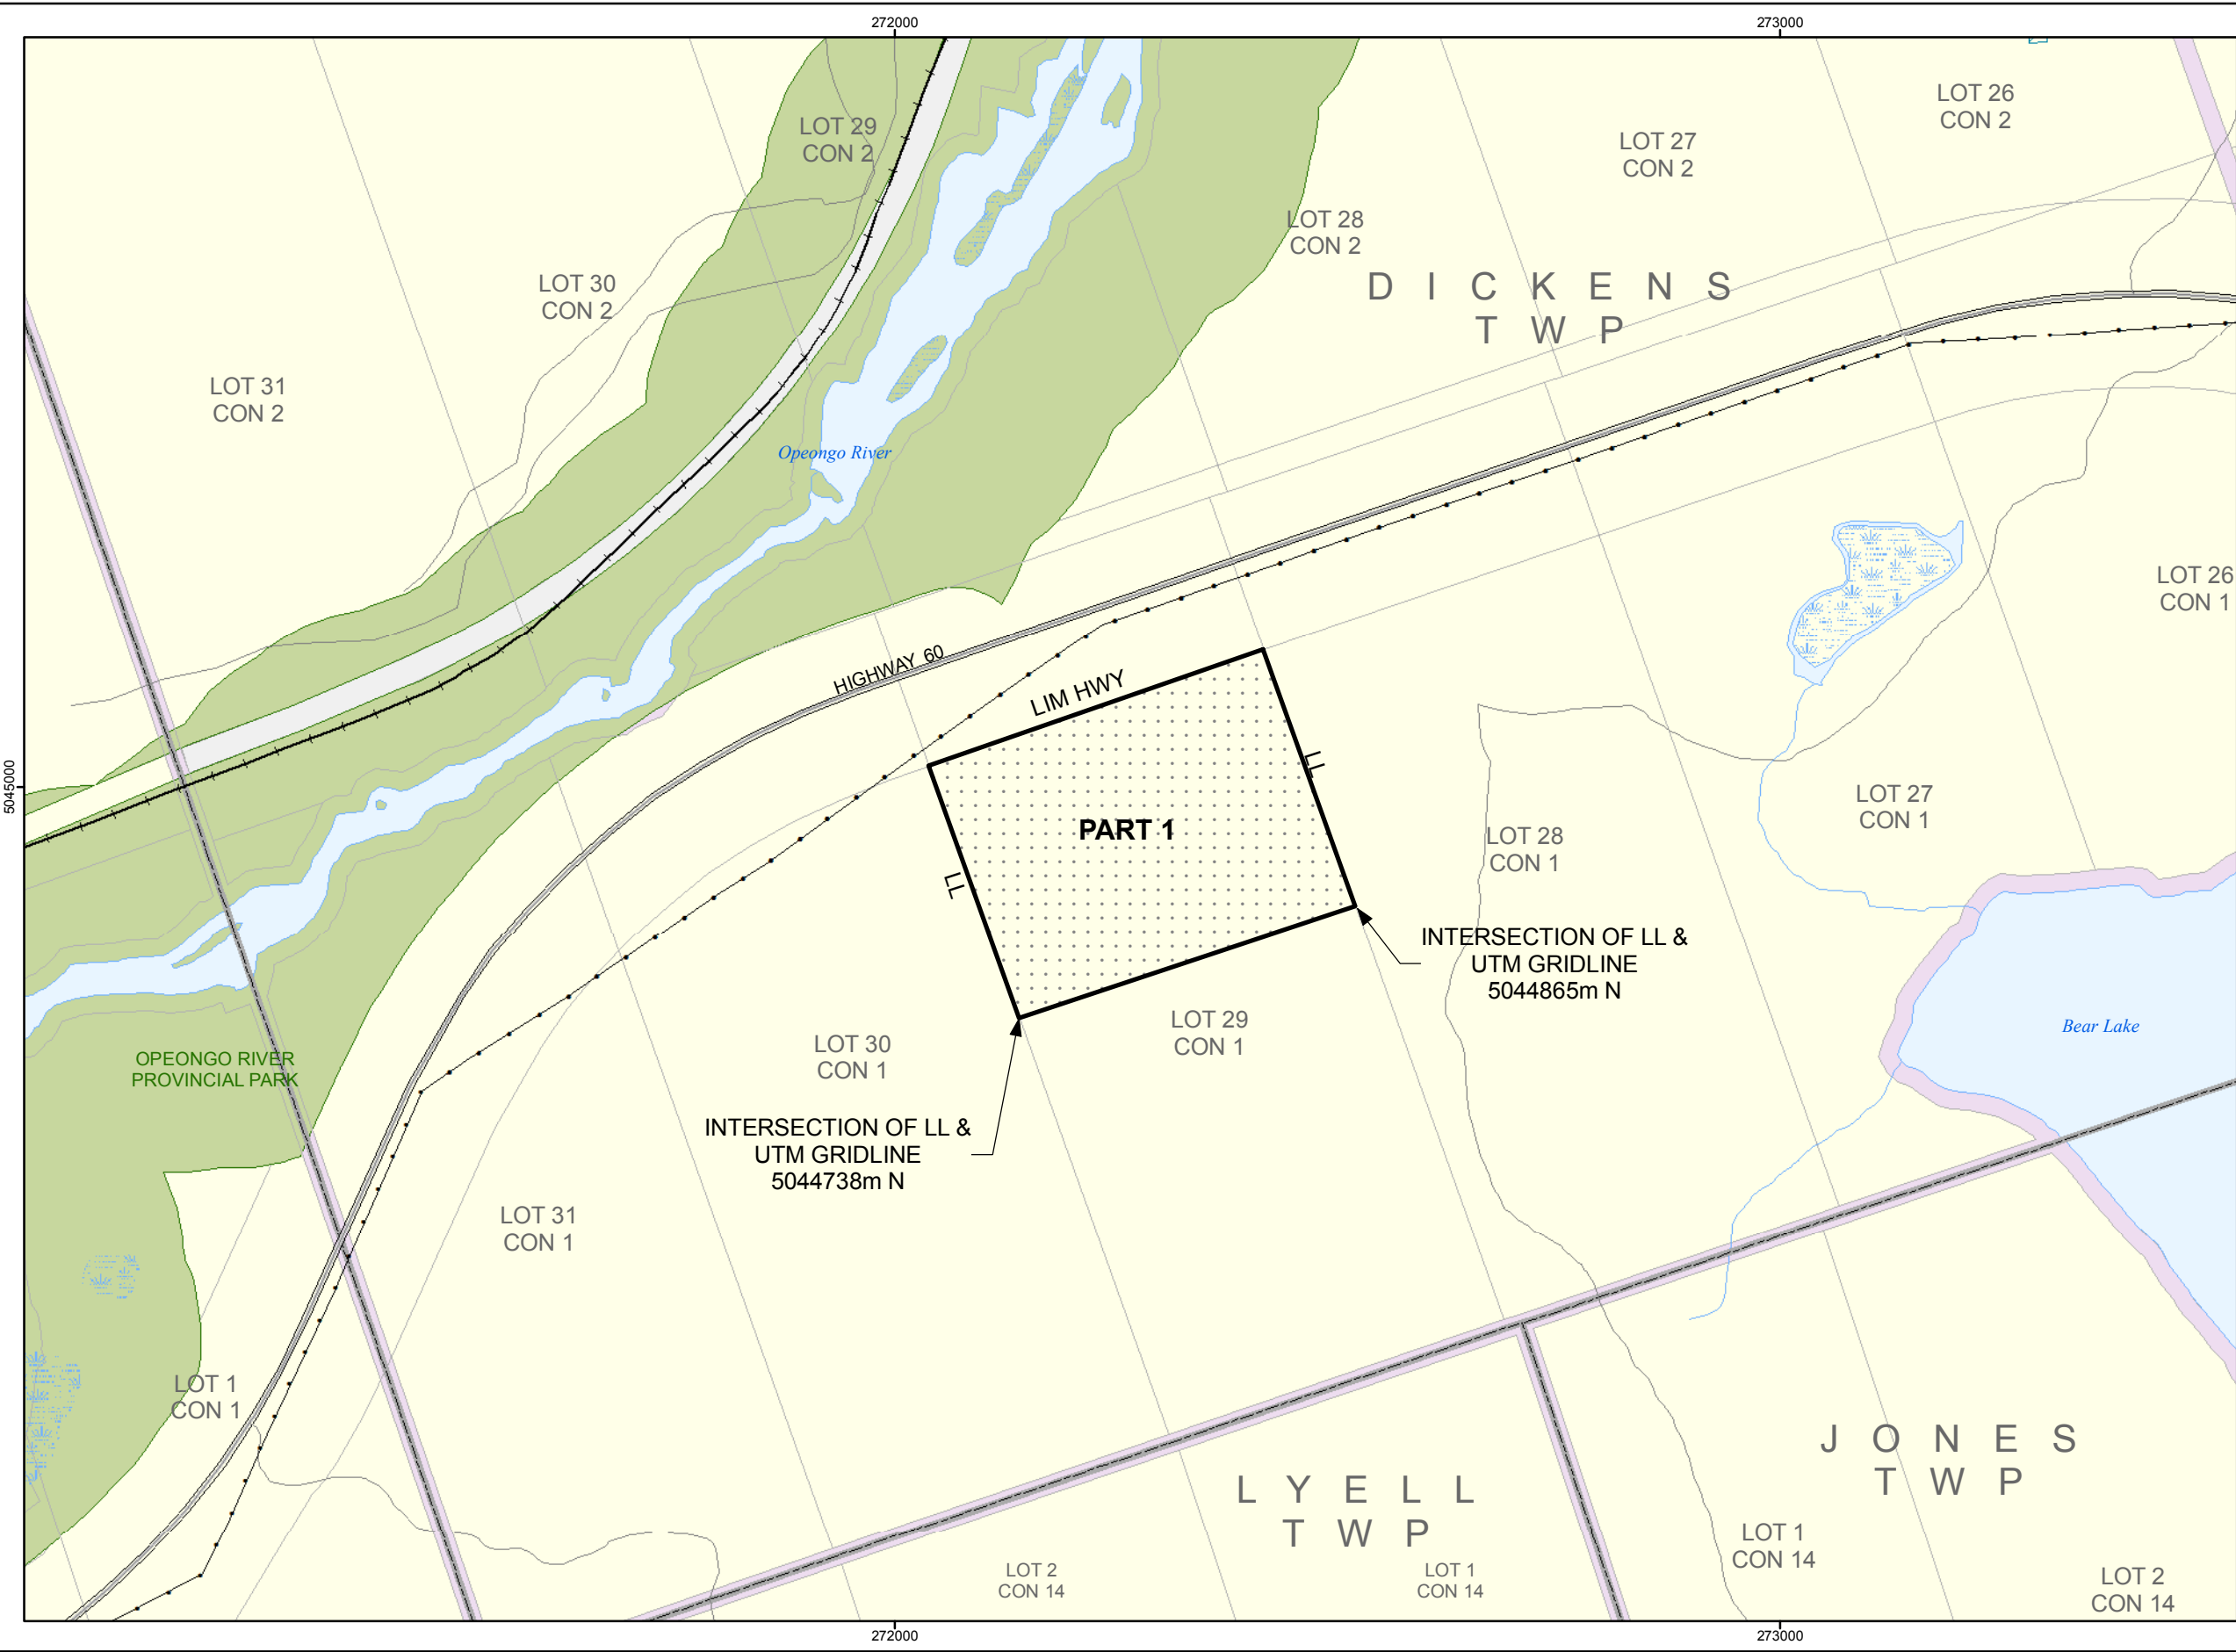 272000
273000
LOT 26
CON 2
LOT 29
CON 2
LOT 27
CON 2
LOT 28
CON 2
LOT 30
CON 2
D I C K E N S
T W P
LOT 31
CON 2
Opeongo River
LOT 26
CON 1
HIGHWAY 60
LIM HWY
5045000
LL
PART 1
LOT 27
CON 1
LOT 28
CON 1
LL
INTERSECTION OF LL &
UTM GRIDLINE
5044865m N
LOT 29
CON 1
Bear Lake
LOT 30
CON 1
OPEONGO RIVER
PROVINCIAL PARK
INTERSECTION OF LL &
UTM GRIDLINE
5044738m N
LOT 31
CON 1
LOT 1
CON 1
J O N E S
T W P
L Y E L L
T W P
LOT 1
CON 14
LOT 2
CON 14
LOT 1
CON 14
LOT 2
CON 14
272000
273000